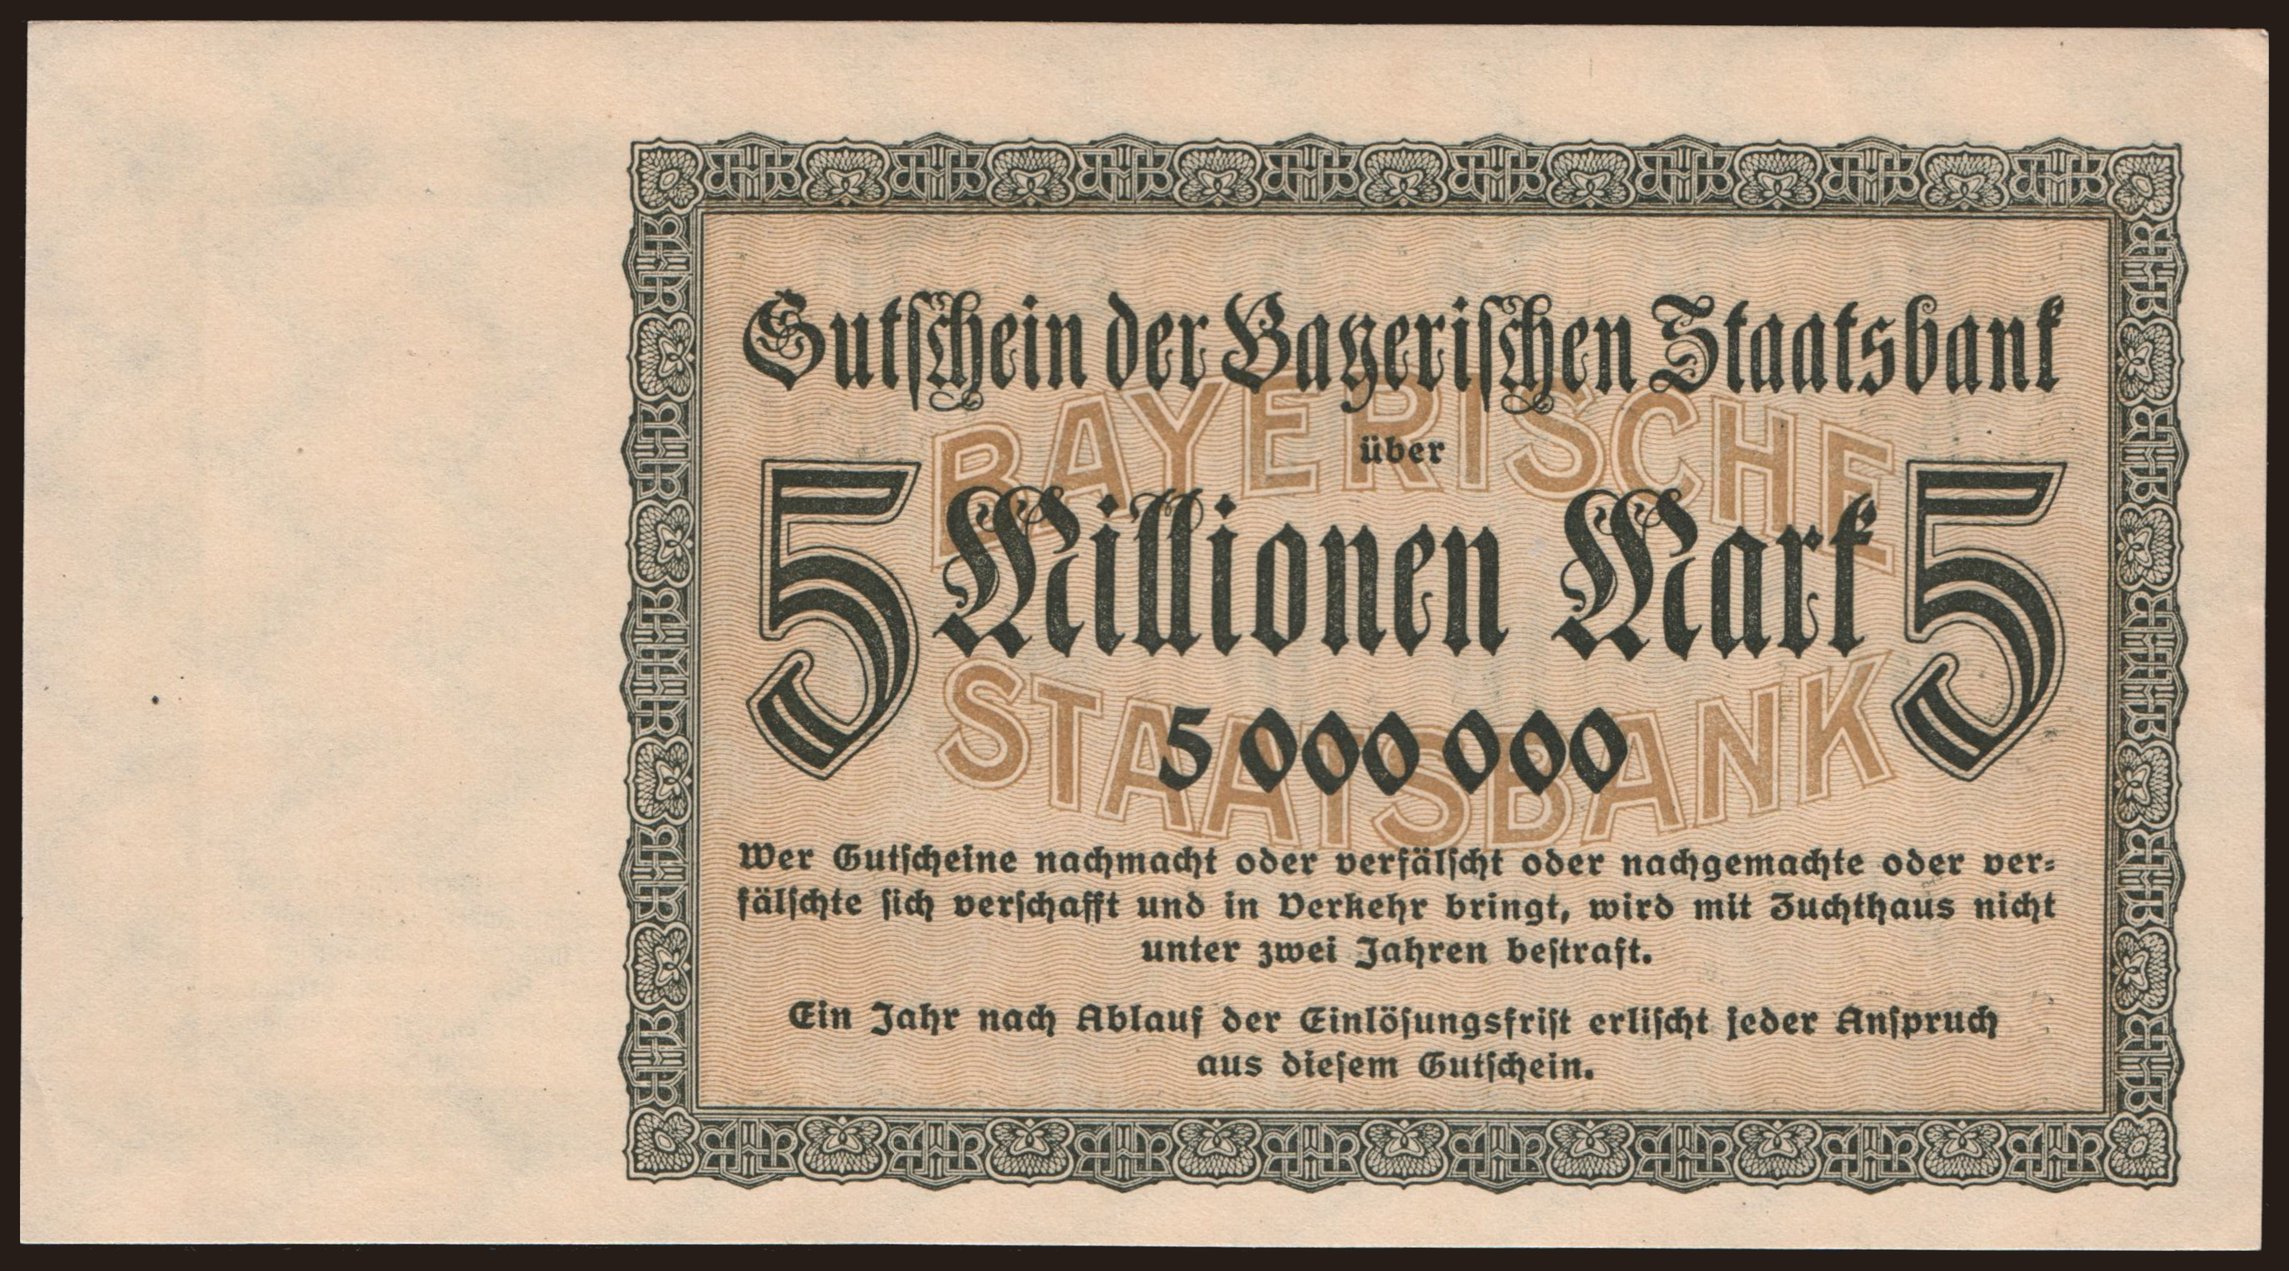 Gutschein der Bayerischen Staatsbank
über
5 Millionen Mark 5
5 000 000
BAYERISCHE
STAATSBANK
Wer Gutscheine nachmacht oder verfälscht oder nachgemachte oder ver=
fälschte sich verschafft und in Verkehr bringt, wird mit Zuchthaus nicht
unter zwei Jahren bestraft.
Ein Jahr nach Ablauf der Einlösungsfrist erlischt jeder Anspruch
aus diesem Gutschein.